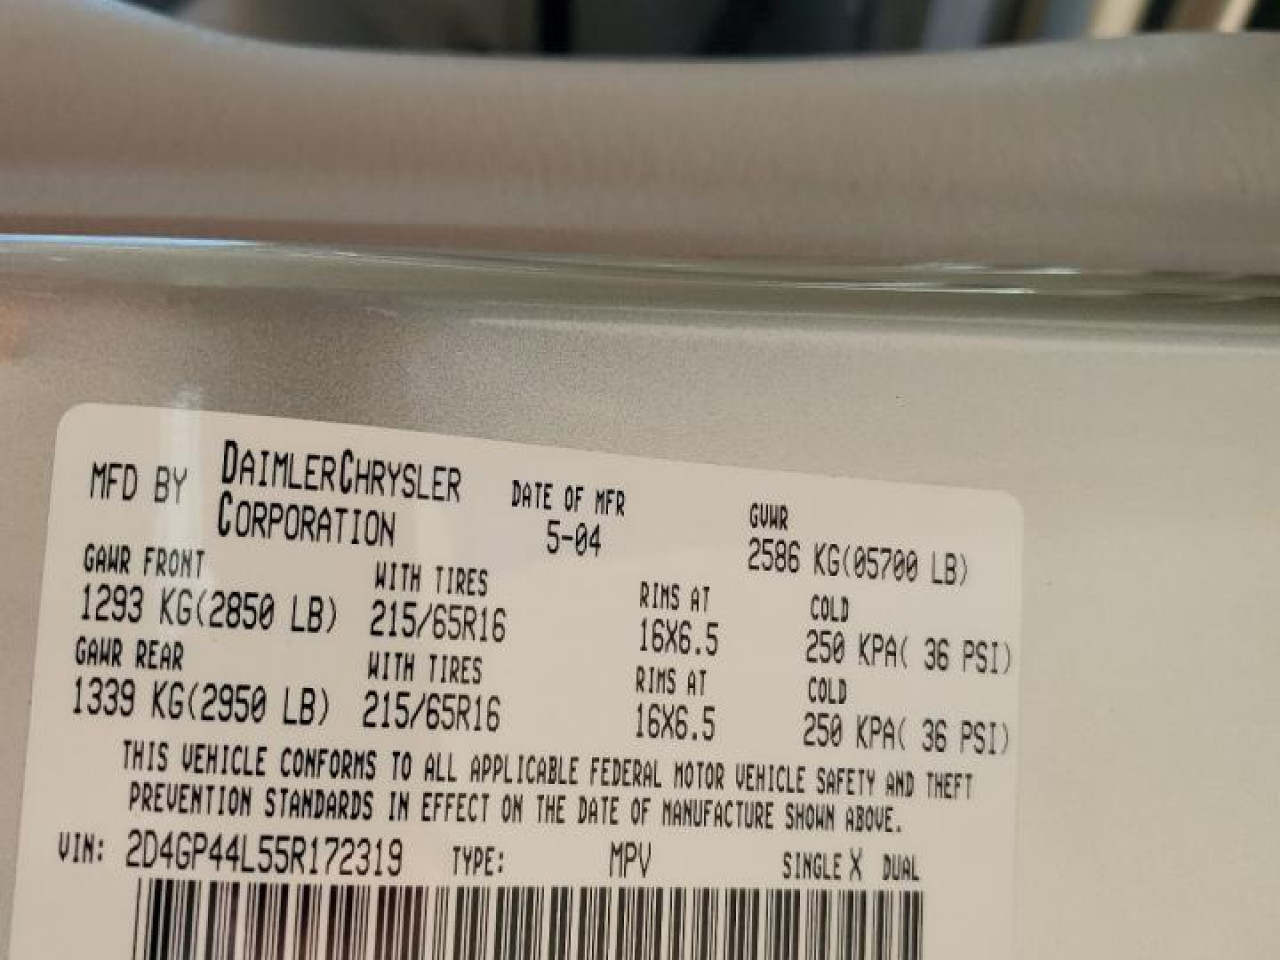 MFD BY DAIMLERCHRYSLER CORPORATION
DATE OF MFR
5-04
GVWR
2586 KG(05700 LB)
GAWR FRONT
1293 KG(2850 LB)
WITH TIRES
215/65R16
RIMS AT
16X6.5
COLD
250 KPA( 36 PSI)
GAWR REAR
1339 KG(2950 LB)
WITH TIRES
215/65R16
RIMS AT
16X6.5
COLD
250 KPA( 36 PSI)
THIS VEHICLE CONFORMS TO ALL APPLICABLE FEDERAL MOTOR VEHICLE SAFETY AND THEFT
PREVENTION STANDARDS IN EFFECT ON THE DATE OF MANUFACTURE SHOWN ABOVE.
VIN: 2D4GP44L55R172319 TYPE: MPV SINGLE X DUAL